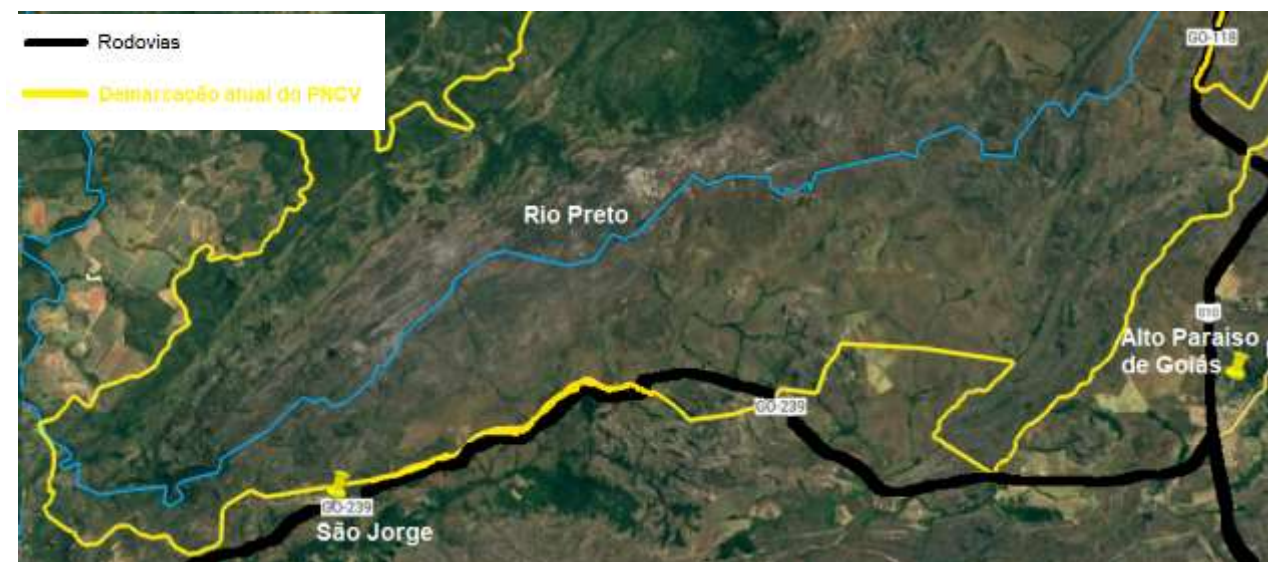 Rodovias
Demarcação atual do PNCV
GO-118
Rio Preto
010
Alto Paraíso
de Goiás
GO-239
GO-239
São Jorge